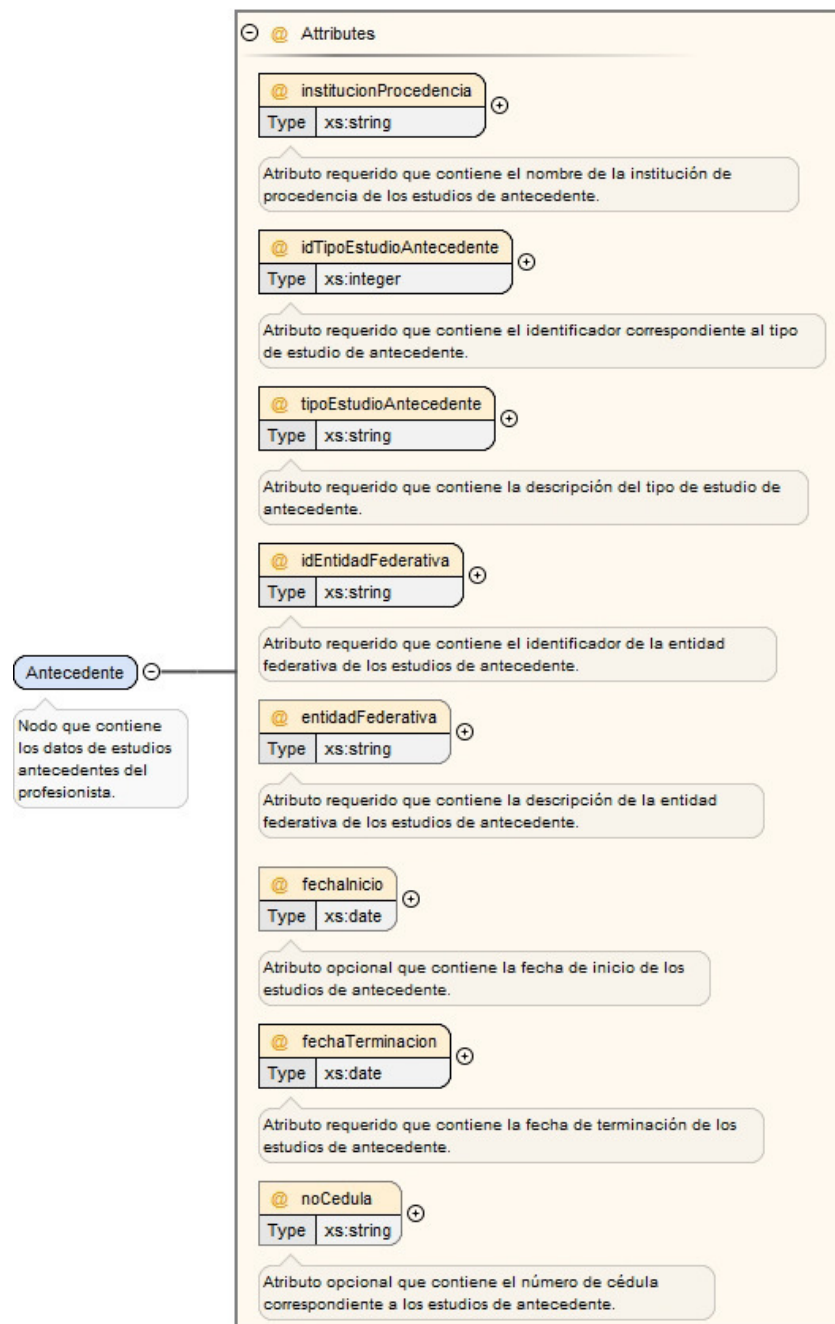 @ Attributes
@ institucionProcedencia
Type xs:string
Atributo requerido que contiene el nombre de la institución de
procedencia de los estudios de antecedente.
@ idTipoEstudioAntecedente
Type xs:integer
Atributo requerido que contiene el identificador correspondiente al tipo
de estudio de antecedente.
@ tipoEstudioAntecedente
Type xs:string
Atributo requerido que contiene la descripción del tipo de estudio de
antecedente.
@ idEntidadFederativa
Type xs:string
Atributo requerido que contiene el identificador de la entidad
federativa de los estudios de antecedente.
Antecedente
Nodo que contiene
los datos de estudios
antecedentes del
profesionista.
@ entidadFederativa
Type xs:string
Atributo requerido que contiene la descripción de la entidad
federativa de los estudios de antecedente.
@ fechaInicio
Type xs:date
Atributo opcional que contiene la fecha de inicio de los
estudios de antecedente.
@ fechaTerminacion
Type xs:date
Atributo requerido que contiene la fecha de terminación de los
estudios de antecedente.
@ noCedula
Type xs:string
Atributo opcional que contiene el número de cédula
correspondiente a los estudios de antecedente.